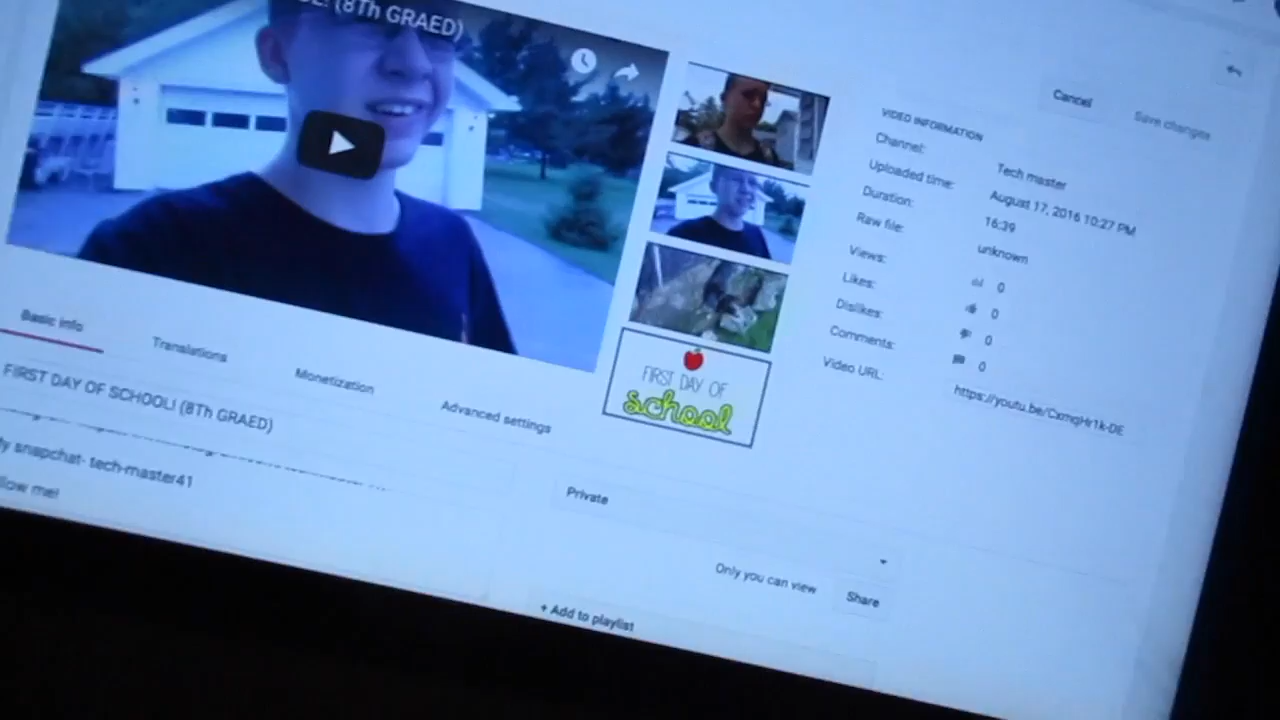 (8Th GRAED)
Cancel
Save changes
VIDEO INFORMATION
Channel: Tech master
Uploaded time: August 17, 2016 10:27 PM
Duration: 16:39
Raw file: unknown
Views: 0
Likes: 0
Dislikes: 0
Comments: 0
Video URL: https://youtu.be/CxmqHr1k-DE
FIRST DAY OF
school
Basic info
Translations
Monetization
Advanced settings
FIRST DAY OF SCHOOL! (8Th GRAED)
snapchat- tech-master41
me!
Private
Only you can view
Share
+ Add to playlist